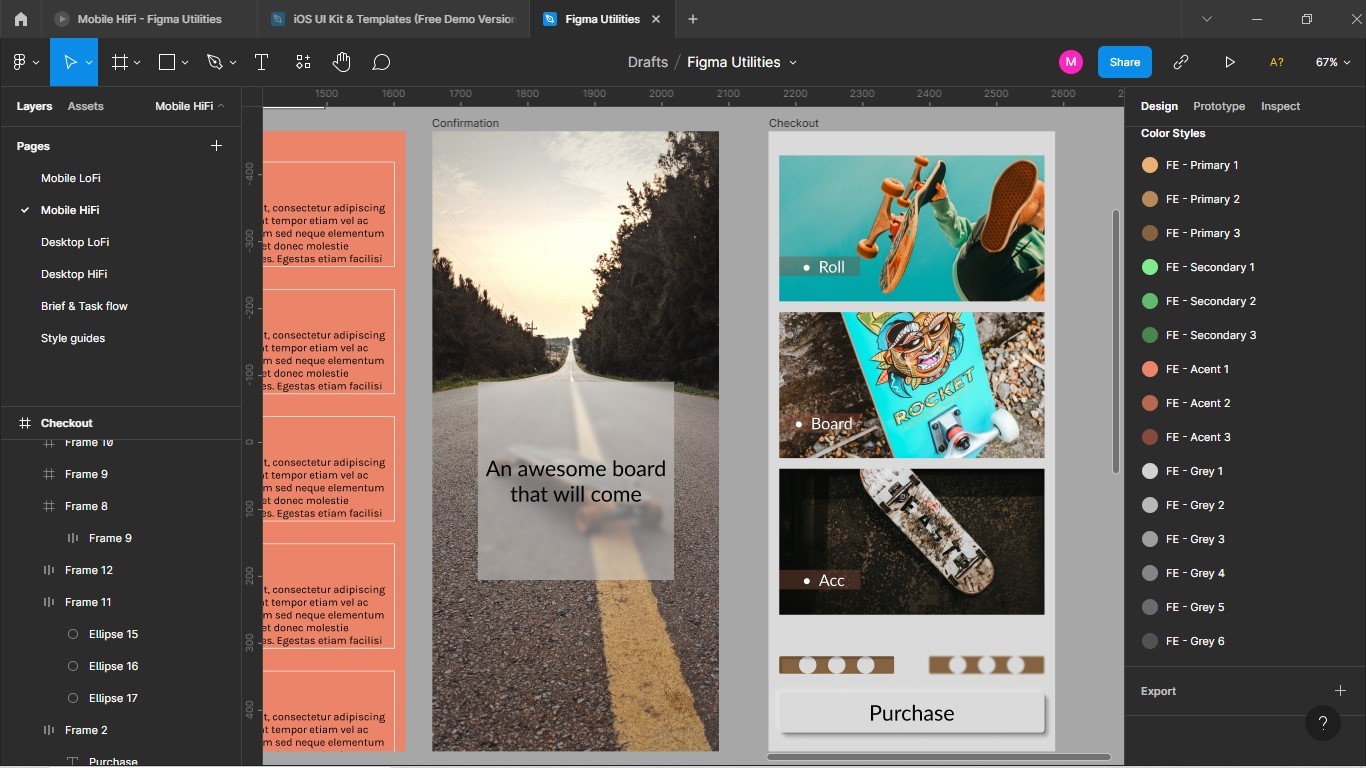 Mobile HiFi - Figma Utilities
iOS UI Kit & Templates (Free Demo Version
Figma Utilities
Drafts / Figma Utilities
M
Share
A?
67%
Layers
Assets
Mobile HiFi
Pages
Mobile LoFi
Mobile HiFi
Desktop LoFi
Desktop HiFi
Brief & Task flow
Style guides
Checkout
Frame 10
Frame 9
Frame 8
Frame 9
Frame 12
Frame 11
Ellipse 15
Ellipse 16
Ellipse 17
Frame 2
Purchase
1500 1600 1700 1800 1900 2000 2100 2200 2300 2400 2500 2600
-400
-300
-200
-100
0
100
200
300
400
t, consectetur adipiscing
t tempor etiam vel ac
m sed neque elementum
et donec molestie
es. Egestas etiam facilisi
t, consectetur adipiscing
t tempor etiam vel ac
m sed neque elementum
et donec molestie
es. Egestas etiam facilisi
t, consectetur adipiscing
t tempor etiam vel ac
m sed neque elementum
et donec molestie
es. Egestas etiam facilisi
t, consectetur adipiscing
t tempor etiam vel ac
m sed neque elementum
et donec molestie
es. Egestas etiam facilisi
t, consectetur adipiscing
t tempor etiam vel ac
m sed neque elementum
Confirmation
An awesome board
that will come
Checkout
• Roll
ROCKET
• Board
• Acc
Purchase
Design
Prototype
Inspect
Color Styles
FE - Primary 1
FE - Primary 2
FE - Primary 3
FE - Secondary 1
FE - Secondary 2
FE - Secondary 3
FE - Acent 1
FE - Acent 2
FE - Acent 3
FE - Grey 1
FE - Grey 2
FE - Grey 3
FE - Grey 4
FE - Grey 5
FE - Grey 6
Export
?